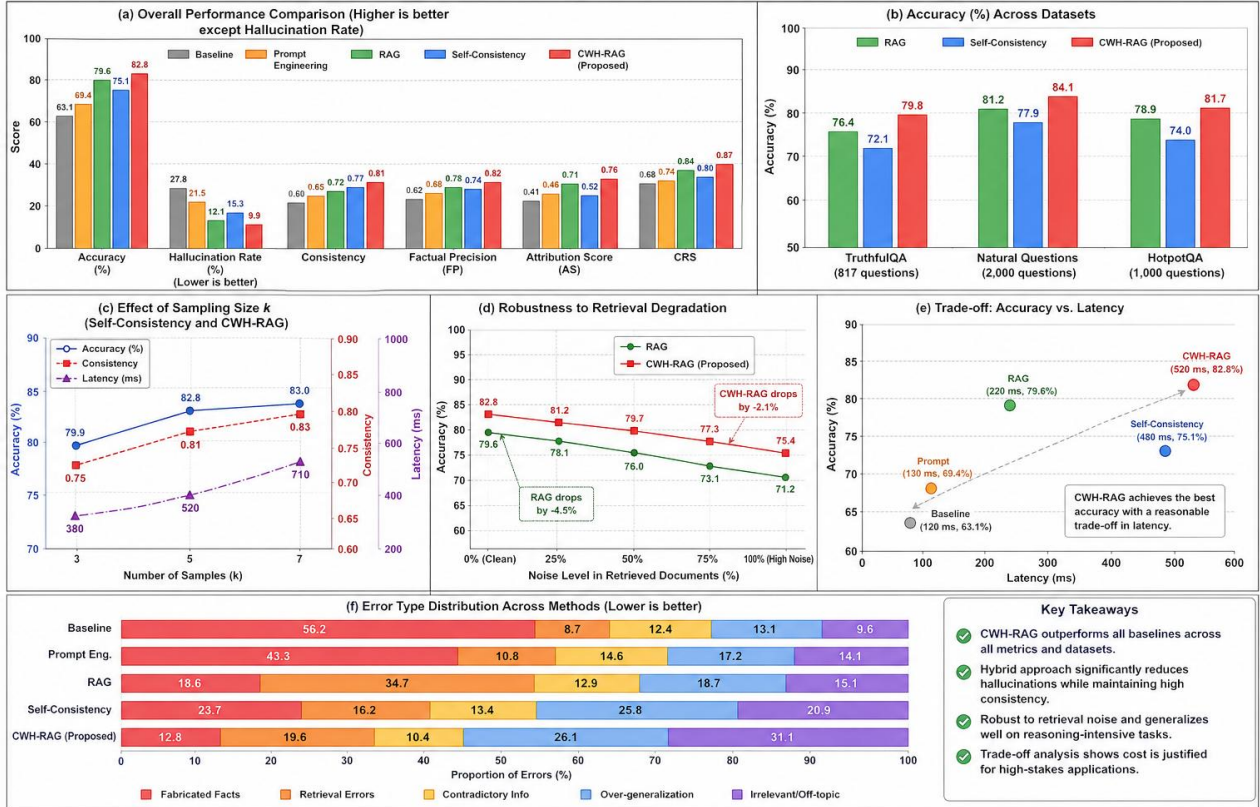 (a) Overall Performance Comparison (Higher is better
except Hallucination Rate)
Score
100
80
60
40
20
0
Baseline
Prompt
Engineering
RAG
Self-Consistency
CWH-RAG
(Proposed)
63.1
69.4
79.6
75.1
82.8
27.8
21.5
12.1
15.3
9.9
0.60
0.65
0.72
0.77
0.81
0.62
0.68
0.78
0.74
0.82
0.41
0.46
0.71
0.52
0.76
0.68
0.74
0.84
0.80
0.87
Accuracy
(%)
Hallucination Rate
(%)
(Lower is better)
Consistency
Factual Precision
(FP)
Attribution Score
(AS)
CRS
(b) Accuracy (%) Across Datasets
Accuracy (%)
100
90
80
70
60
50
RAG
Self-Consistency
CWH-RAG (Proposed)
76.4
72.1
79.8
81.2
77.9
84.1
78.9
74.0
81.7
TruthfulQA
(817 questions)
Natural Questions
(2,000 questions)
HotpotQA
(1,000 questions)
(c) Effect of Sampling Size k
(Self-Consistency and CWH-RAG)
Accuracy (%)
90
85
80
75
70
Accuracy (%)
Consistency
Latency (ms)
79.9
82.8
83.0
0.75
0.81
0.83
380
520
710
3
5
7
Number of Samples (k)
0.90
0.85
0.80
0.75
0.70
0.65
0.60
Consistency
1000
800
600
400
200
Latency (ms)
(d) Robustness to Retrieval Degradation
Accuracy (%)
100
95
90
85
80
75
70
65
60
RAG
CWH-RAG (Proposed)
82.8
81.2
79.7
77.3
75.4
79.6
78.1
76.0
73.1
71.2
CWH-RAG drops
by -2.1%
RAG drops
by -4.5%
0% (Clean)
25%
50%
75%
100% (High Noise)
Noise Level in Retrieved Documents (%)
(e) Trade-off: Accuracy vs. Latency
Accuracy (%)
90
85
80
75
70
65
60
CWH-RAG
(520 ms, 82.8%)
RAG
(220 ms, 79.6%)
Self-Consistency
(480 ms, 75.1%)
Prompt
(130 ms, 69.4%)
Baseline
(120 ms, 63.1%)
CWH-RAG achieves the best
accuracy with a reasonable
trade-off in latency.
0
100
200
300
400
500
600
Latency (ms)
(f) Error Type Distribution Across Methods (Lower is better)
Baseline
56.2
8.7
12.4
13.1
9.6
Prompt Eng.
43.3
10.8
14.6
17.2
14.1
RAG
18.6
34.7
12.9
18.7
15.1
Self-Consistency
23.7
16.2
13.4
25.8
20.9
CWH-RAG (Proposed)
12.8
19.6
10.4
26.1
31.1
0
10
20
30
40
50
60
70
80
90
100
Proportion of Errors (%)
Fabricated Facts
Retrieval Errors
Contradictory Info
Over-generalization
Irrelevant/Off-topic
Key Takeaways
CWH-RAG outperforms all baselines across
all metrics and datasets.
Hybrid approach significantly reduces
hallucinations while maintaining high
consistency.
Robust to retrieval noise and generalizes
well on reasoning-intensive tasks.
Trade-off analysis shows cost is justified
for high-stakes applications.